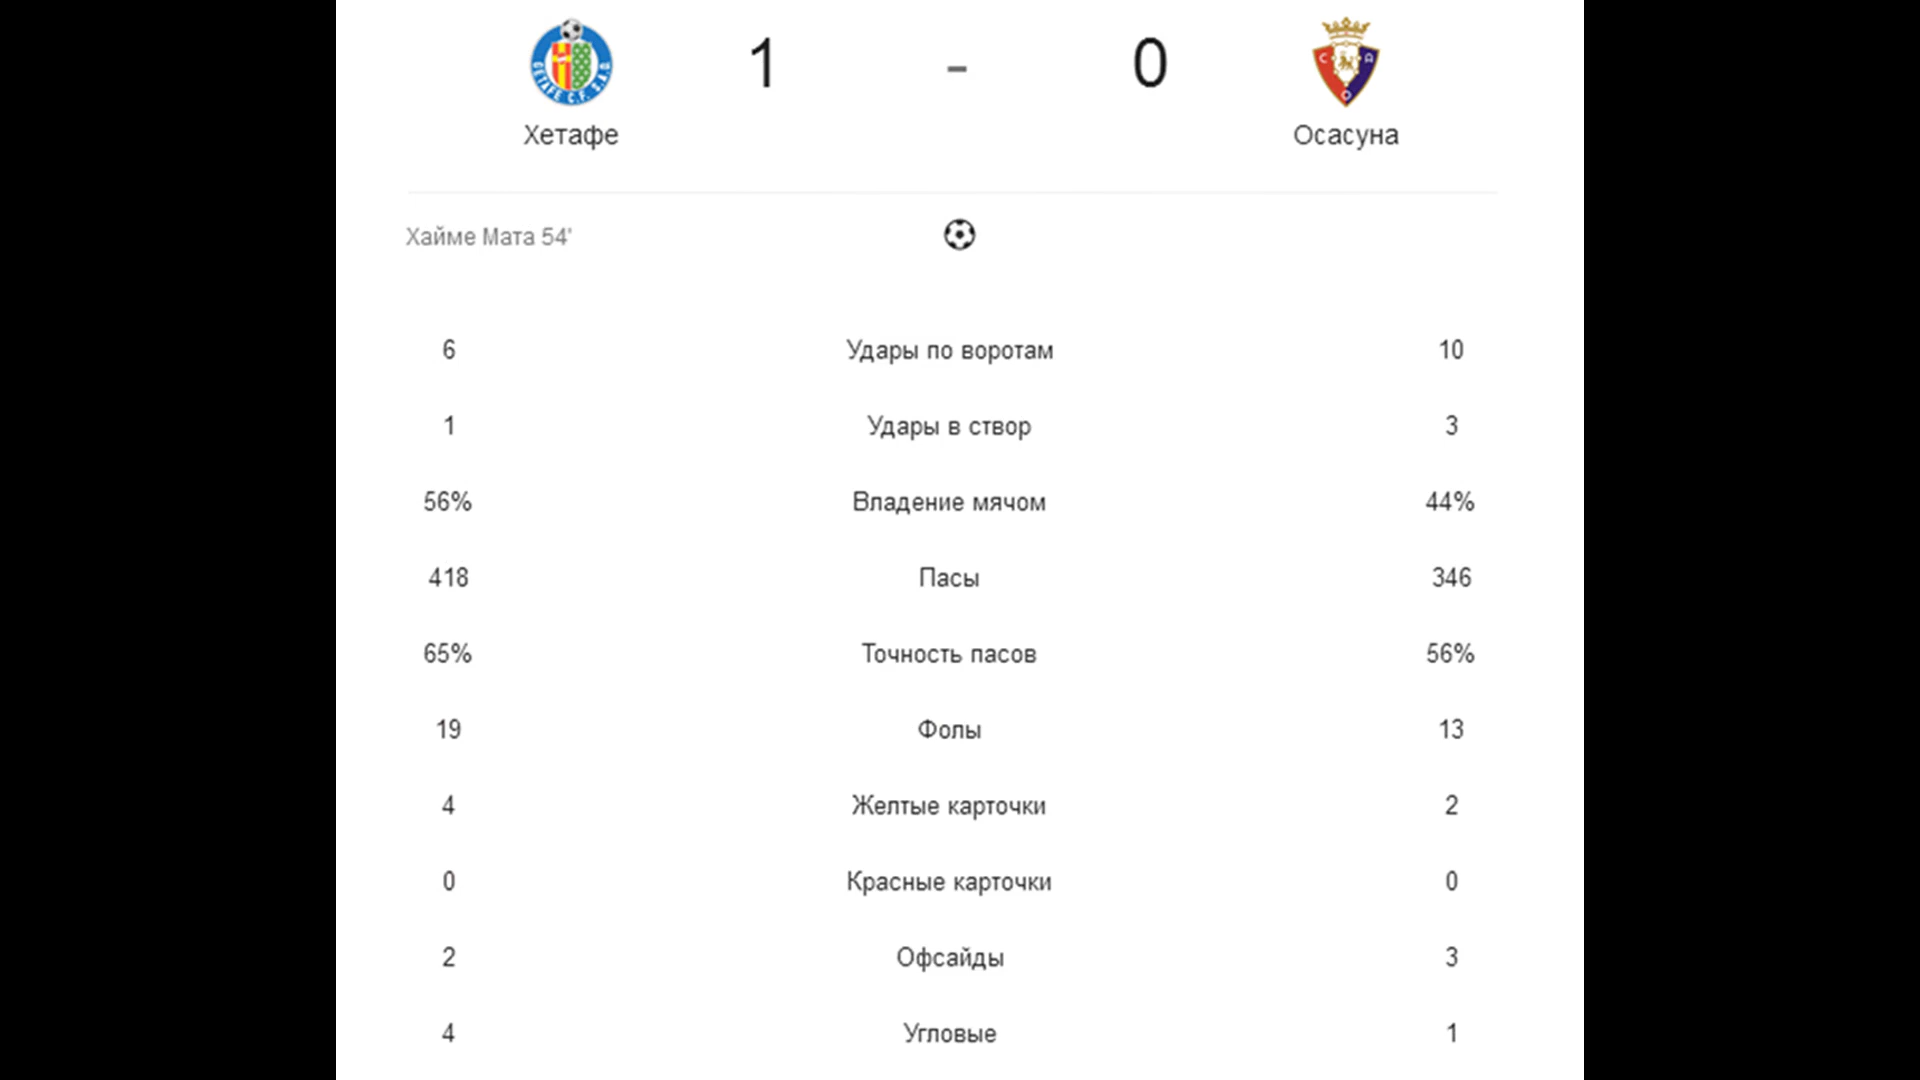 1 - 0
GETAFE C.F. S.A.D.
C A O
Хетафе Осасуна
Хайме Мата 54'
6 Удары по воротам 10
1 Удары в створ 3
56% Владение мячом 44%
418 Пасы 346
65% Точность пасов 56%
19 Фолы 13
4 Желтые карточки 2
0 Красные карточки 0
2 Офсайды 3
4 Угловые 1